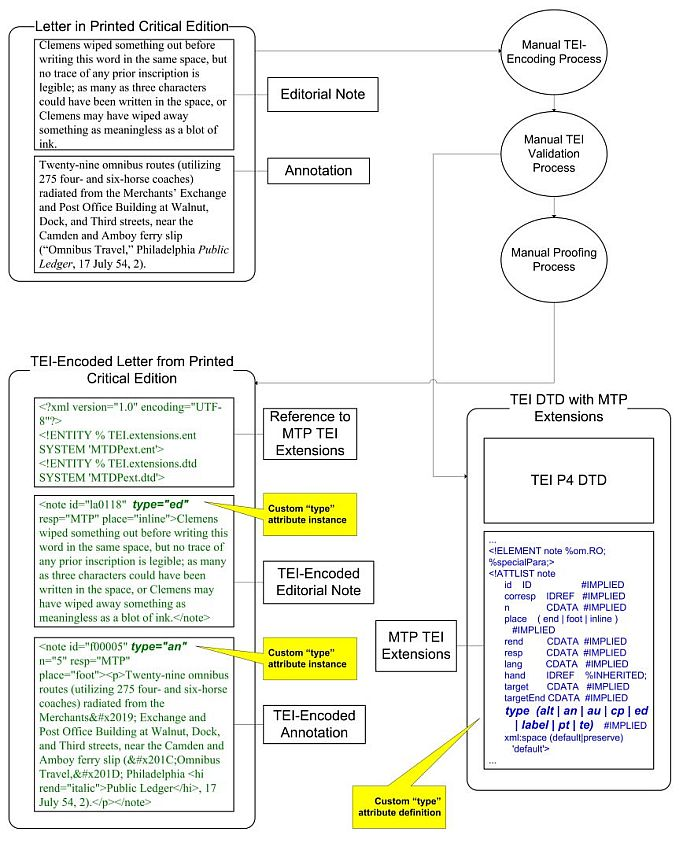 Letter in Printed Critical Edition
Clemens wiped something out before
writing this word in the same space, but
no trace of any prior inscription is
legible; as many as three characters
could have been written in the space, or
Clemens may have wiped away
something as meaningless as a blot of
ink.
Editorial Note
Twenty-nine omnibus routes (utilizing
275 four- and six-horse coaches)
radiated from the Merchants’ Exchange
and Post Office Building at Walnut,
Dock, and Third streets, near the
Camden and Amboy ferry slip
(“Omnibus Travel,” Philadelphia Public
Ledger, 17 July 54, 2).
Annotation
Manual TEI-
Encoding Process
Manual TEI
Validation
Process
Manual Proofing
Process
TEI-Encoded Letter from Printed
Critical Edition
<?xml version="1.0" encoding="UTF-
8"?>
<!ENTITY % TEI.extensions.ent
SYSTEM 'MTDPext.ent'>
<!ENTITY % TEI.extensions.dtd
SYSTEM 'MTDPext.dtd'>
Reference to
MTP TEI
Extensions
<note id="la0118" type="ed"
resp="MTP" place="inline">Clemens
wiped something out before writing this
word in the same space, but no trace of
any prior inscription is legible; as many
as three characters could have been
written in the space, or Clemens may
have wiped away something as
meaningless as a blot of ink.</note>
Custom “type”
attribute instance
TEI-Encoded
Editorial Note
<note id="f00005" type="an"
n="5" resp="MTP"
place="foot"><p>Twenty-nine omnibus
routes (utilizing 275 four- and six-horse
coaches) radiated from the
Merchants&#x2019; Exchange and
Post Office Building at Walnut, Dock,
and Third streets, near the Camden and
Amboy ferry slip (&#x201C;Omnibus
Travel,&#x201D; Philadelphia <hi
rend="italic">Public Ledger</hi>, 17
July 54, 2).</p></note>
Custom “type”
attribute instance
TEI-Encoded
Annotation
TEI DTD with MTP
Extensions
TEI P4 DTD
MTP TEI
Extensions
...
<!ELEMENT note %om.RO;
%specialPara;>
<!ATTLIST note
id ID #IMPLIED
corresp IDREF #IMPLIED
n CDATA #IMPLIED
place ( end | foot | inline )
#IMPLIED
rend CDATA #IMPLIED
resp CDATA #IMPLIED
lang CDATA #IMPLIED
hand IDREF %INHERITED;
target CDATA #IMPLIED
targetEnd CDATA #IMPLIED
type (alt | an | au | cp | ed
| label | pt | te) #IMPLIED
xml:space (default|preserve)
'default'>
...
Custom “type”
attribute definition